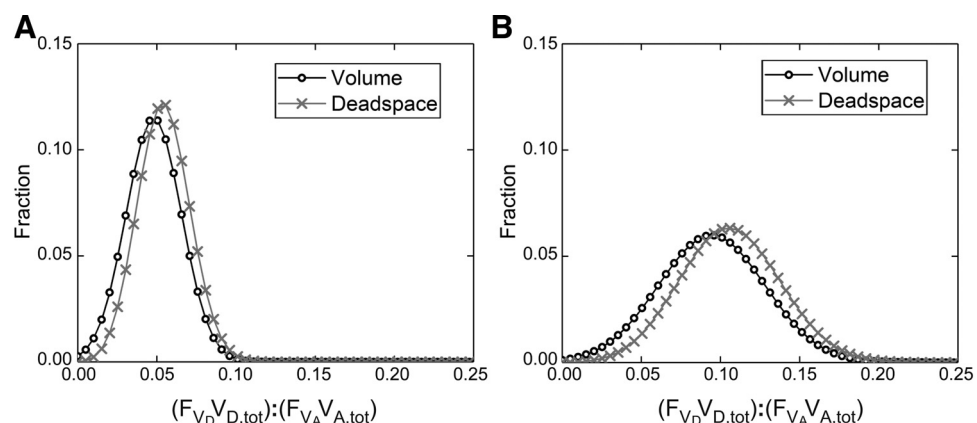 A
0.15
0.10
0.05
0.00
Fraction
Volume
Deadspace
0.00 0.05 0.10 0.15 0.20 0.25
(F_{V_D}V_{D,tot}):(F_{V_A}V_{A,tot})
B
0.15
0.10
0.05
0.00
Fraction
Volume
Deadspace
0.00 0.05 0.10 0.15 0.20 0.25
(F_{V_D}V_{D,tot}):(F_{V_A}V_{A,tot})